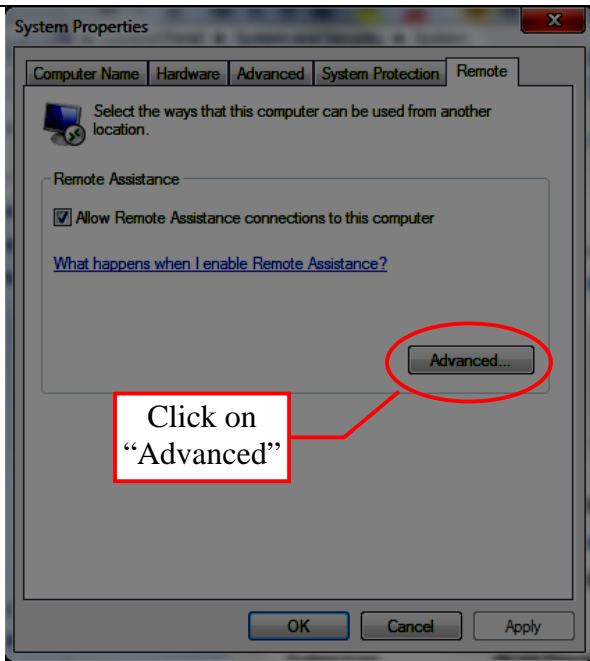 System Properties
Computer Name Hardware Advanced System Protection Remote
Select the ways that this computer can be used from another
location.
Remote Assistance
Allow Remote Assistance connections to this computer
What happens when I enable Remote Assistance?
Advanced...
Click on
“Advanced”
OK Cancel Apply